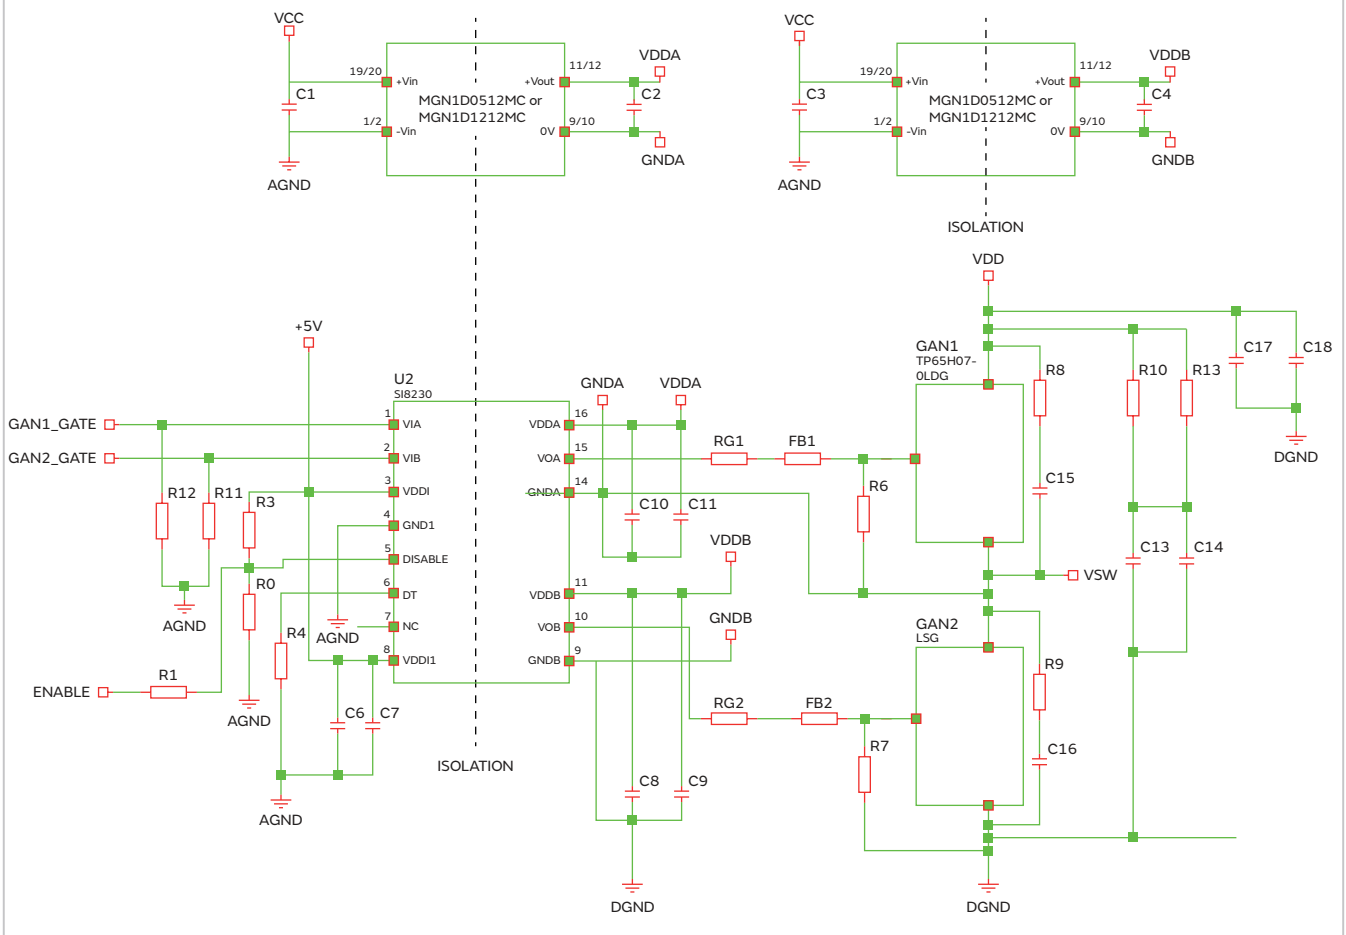 VCC
19/20
+Vin
11/12
+Vout
VDDA
C1
MGN1D0512MC or
MGN1D1212MC
C2
1/2
-Vin
9/10
0V
GNDA
AGND
VCC
19/20
+Vin
11/12
+Vout
VDDB
C3
MGN1D0512MC or
MGN1D1212MC
C4
1/2
-Vin
9/10
0V
GNDB
AGND
ISOLATION
VDD
+5V
GAN1
TP65H07-
0LDG
C17
C18
R8
R10
R13
DGND
U2
SI8230
GNDA
VDDA
GAN1_GATE
1
VIA
VDDA
16
GAN2_GATE
2
VIB
VOA
15
RG1
FB1
3
VDDI
GNDA
14
R12
R11
R3
R6
C15
C10
C11
4
GND1
5
DISABLE
VDDB
C13
C14
VSW
6
DT
VDDB
11
R0
AGND
R4
AGND
7
NC
VOB
10
GNDB
GAN2
LSG
8
VDDI1
GNDB
9
R9
ENABLE
R1
AGND
C6
C7
RG2
FB2
R7
C16
ISOLATION
C8
C9
AGND
DGND
DGND